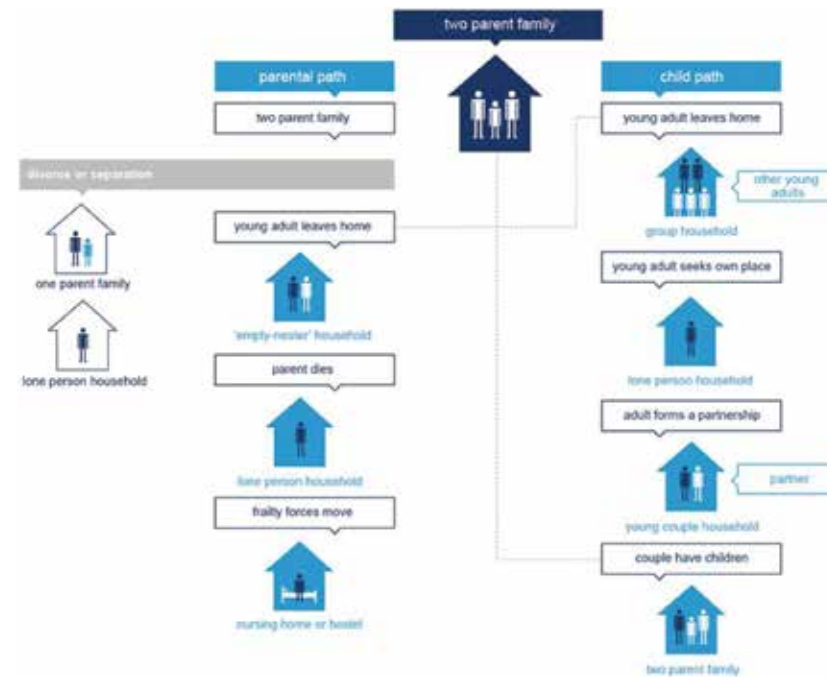 two parent family
parental path
two parent family
divorce or separation
one parent family
lone person household
young adult leaves home
'empty-nester' household
parent dies
lone person household
frailty forces move
nursing home or hostel
child path
young adult leaves home
other young
adults
group household
young adult seeks own place
lone person household
adult forms a partnership
partner
young couple household
couple have children
two parent family